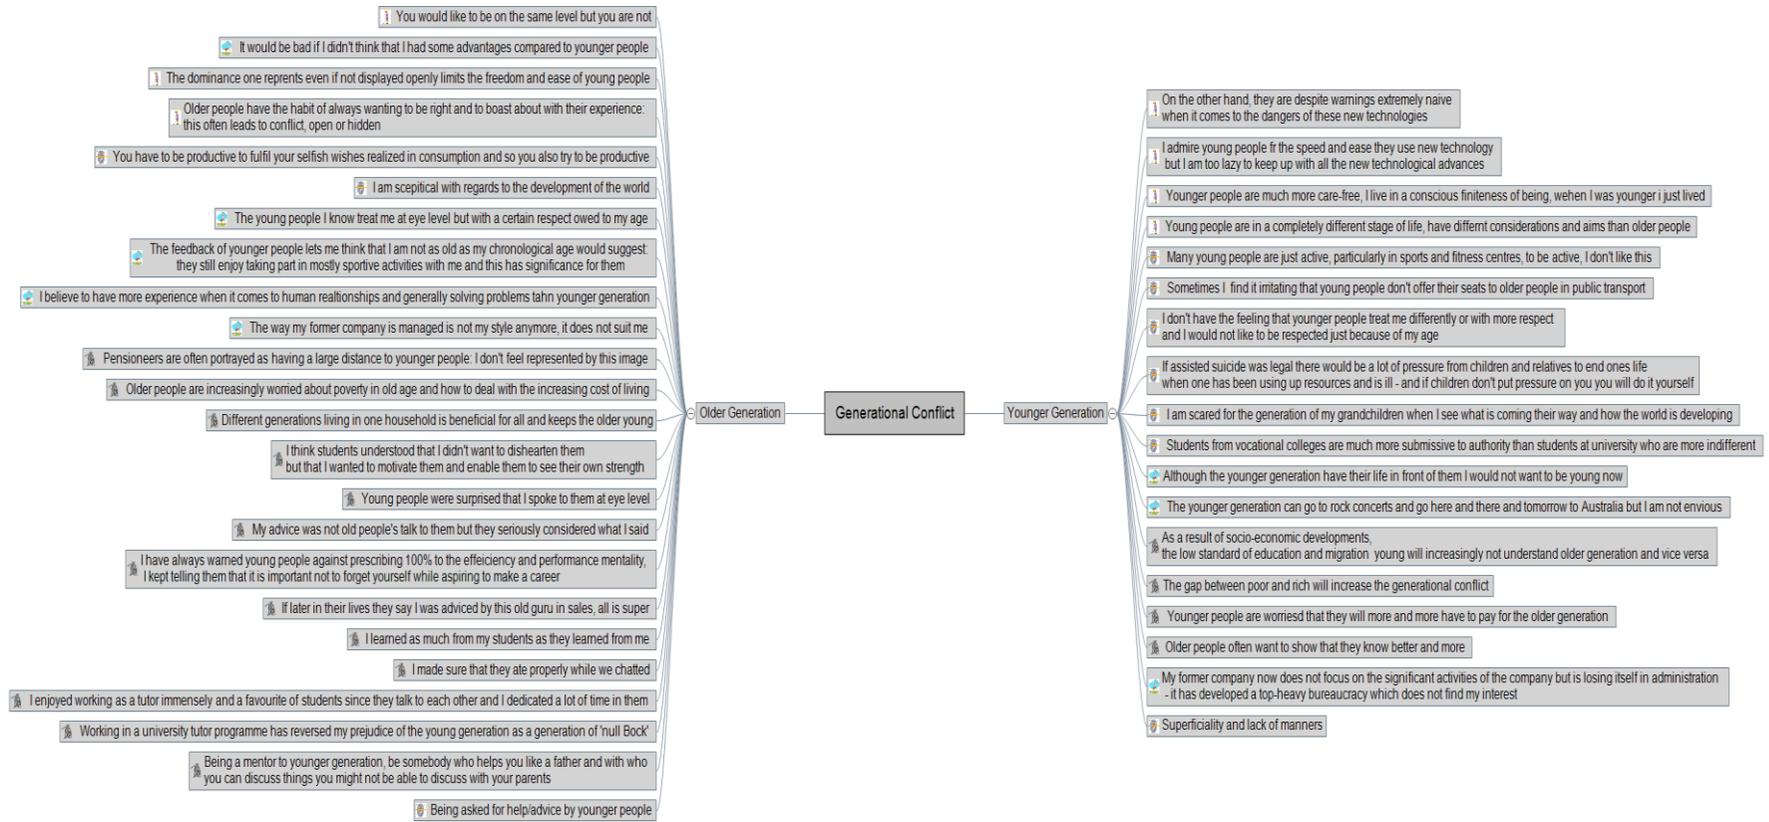 You would like to be on the same level but you are not
It would be bad if I didn't think that I had some advantages compared to younger people
The dominance one reprents even if not displayed openly limits the freedom and ease of young people
Older people have the habit of always wanting to be right and to boast about with their experience:
this often leads to conflict, open or hidden
You have to be productive to fulfil your selfish wishes realized in consumption and so you also try to be productive
I am scepitical with regards to the development of the world
The young people I know treat me at eye level but with a certain respect owed to my age
The feedback of younger people lets me think that I am not as old as my chronological age would suggest:
they still enjoy taking part in mostly sportive activities with me and this has significance for them
I believe to have more experience when it comes to human realtionships and generally solving problems tahn younger generation
The way my former company is managed is not my style anymore, it does not suit me
Pensioneers are often portrayed as having a large distance to younger people: I don't feel represented by this image
Older people are increasingly worried about poverty in old age and how to deal with the increasing cost of living
Different generations living in one household is beneficial for all and keeps the older young
I think students understood that I didn't want to dishearten them
but that I wanted to motivate them and enable them to see their own strength
Young people were surprised that I spoke to them at eye level
My advice was not old people's talk to them but they seriously considered what I said
I have always warned young people against prescribing 100% to the effeiciency and performance mentality,
I kept telling them that it is important not to forget yourself while aspiring to make a career
If later in their lives they say I was adviced by this old guru in sales, all is super
I learned as much from my students as they learned from me
I made sure that they ate properly while we chatted
I enjoyed working as a tutor immensely and a favourite of students since they talk to each other and I dedicated a lot of time in them
Working in a university tutor programme has reversed my prejudice of the young generation as a generation of 'null Bock'
Being a mentor to younger generation, be somebody who helps you like a father and with who
you can discuss things you might not be able to discuss with your parents
Being asked for help/advice by younger people
Older Generation
Generational Conflict
Younger Generation
On the other hand, they are despite warnings extremely naive
when it comes to the dangers of these new technologies
I admire young people fr the speed and ease they use new technology
but I am too lazy to keep up with all the new technological advances
Younger people are much more care-free, I live in a conscious finiteness of being, wehen I was younger i just lived
Young people are in a completely different stage of life, have differnt considerations and aims than older people
Many young people are just active, particularly in sports and fitness centres, to be active, I don't like this
Sometimes I find it irritating that young people don't offer their seats to older people in public transport
I don't have the feeling that younger people treat me differently or with more respect
and I would not like to be respected just because of my age
If assisted suicide was legal there would be a lot of pressure from children and relatives to end ones life
when one has been using up resources and is ill - and if children don't put pressure on you you will do it yourself
I am scared for the generation of my grandchildren when I see what is coming their way and how the world is developing
Students from vocational colleges are much more submissive to authority than students at university who are more indifferent
Although the younger generation have their life in front of them I would not want to be young now
The younger generation can go to rock concerts and go here and there and tomorrow to Australia but I am not envious
As a result of socio-economic developments,
the low standard of education and migration young will increasingly not understand older generation and vice versa
The gap between poor and rich will increase the generational conflict
Younger people are worriesd that they will more and more have to pay for the older generation
Older people often want to show that they know better and more
My former company now does not focus on the significant activities of the company but is losing itself in administration
- it has developed a top-heavy bureaucracy which does not find my interest
Superficiality and lack of manners